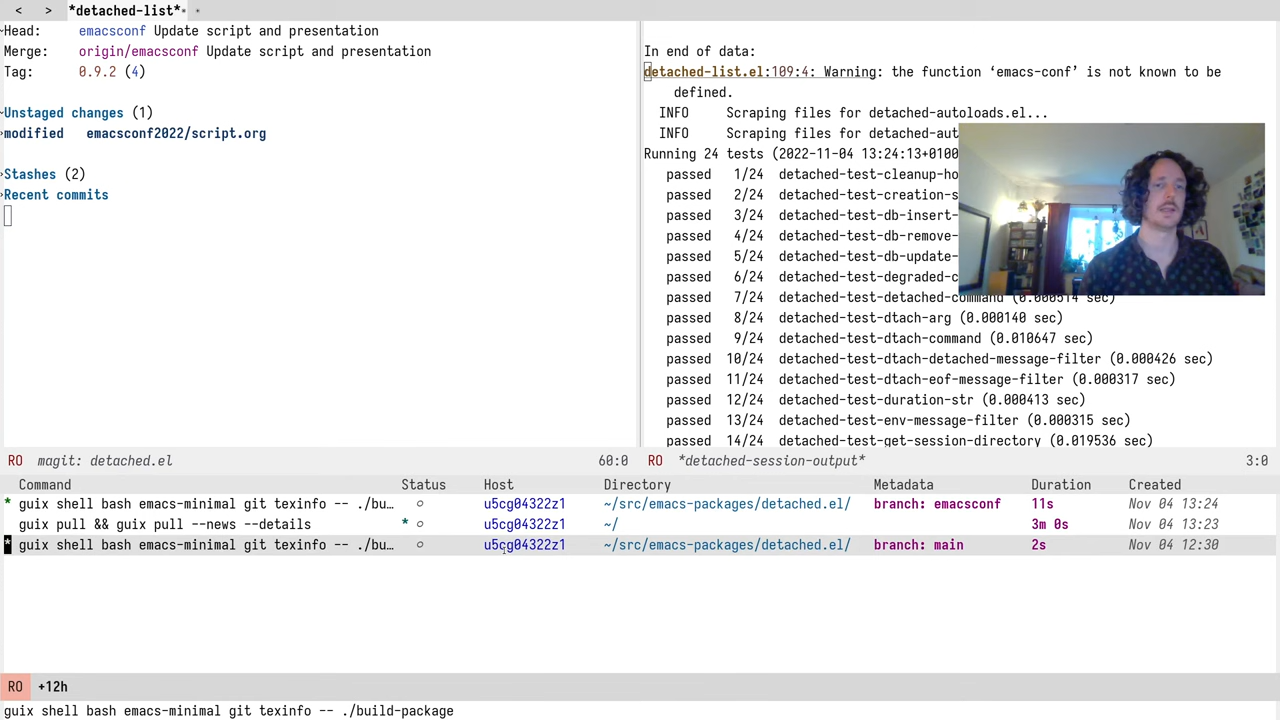 < > *detached-list*
Head: emacsconf Update script and presentation
Merge: origin/emacsconf Update script and presentation
Tag: 0.9.2 (4)
Unstaged changes (1)
modified emacsconf2022/script.org
Stashes (2)
Recent commits
In end of data:
detached-list.el:109:4: Warning: the function ‘emacs-conf’ is not known to be
defined.
INFO Scraping files for detached-autoloads.el...
INFO Scraping files for detached-aut
Running 24 tests (2022-11-04 13:24:13+0100
passed 1/24 detached-test-cleanup-ho
passed 2/24 detached-test-creation-s
passed 3/24 detached-test-db-insert-
passed 4/24 detached-test-db-remove-
passed 5/24 detached-test-db-update-
passed 6/24 detached-test-degraded-c
passed 7/24 detached-test-detached-command (0.000514 sec)
passed 8/24 detached-test-dtach-arg (0.000140 sec)
passed 9/24 detached-test-dtach-command (0.010647 sec)
passed 10/24 detached-test-dtach-detached-message-filter (0.000426 sec)
passed 11/24 detached-test-dtach-eof-message-filter (0.000317 sec)
passed 12/24 detached-test-duration-str (0.000413 sec)
passed 13/24 detached-test-env-message-filter (0.000315 sec)
passed 14/24 detached-test-get-session-directory (0.019536 sec)
RO magit: detached.el 60:0
RO *detached-session-output* 3:0
Command Status Host Directory Metadata Duration Created
* guix shell bash emacs-minimal git texinfo -- ./bu… ○ u5cg04322z1 ~/src/emacs-packages/detached.el/ branch: emacsconf 11s Nov 04 13:24
guix pull && guix pull --news --details * ○ u5cg04322z1 ~/ 3m 0s Nov 04 13:23
* guix shell bash emacs-minimal git texinfo -- ./bu… ○ u5cg04322z1 ~/src/emacs-packages/detached.el/ branch: main 2s Nov 04 12:30
RO +12h
guix shell bash emacs-minimal git texinfo -- ./build-package